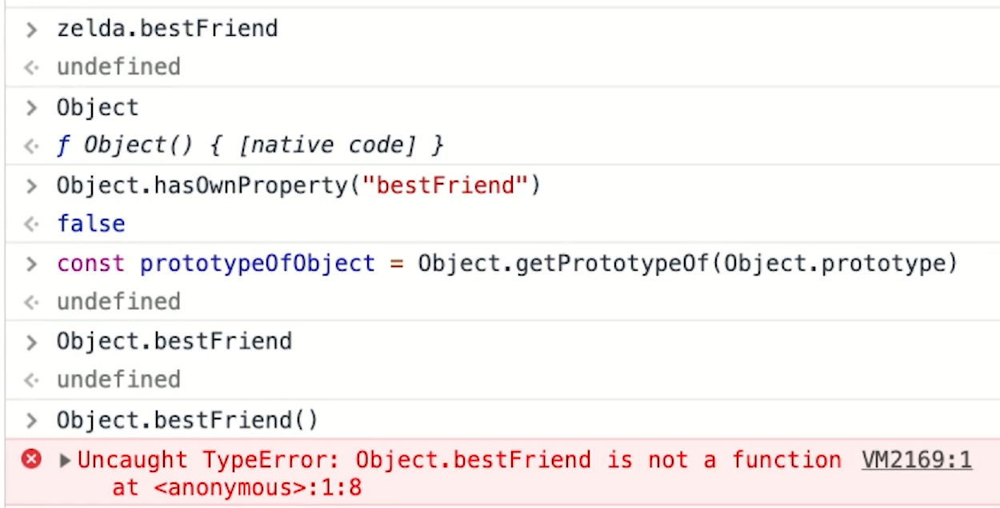 zelda.bestFriend
undefined
Object
ƒ Object() { [native code] }
Object.hasOwnProperty("bestFriend")
false
const prototypeOfObject = Object.getPrototypeOf(Object.prototype)
undefined
Object.bestFriend
undefined
Object.bestFriend()
Uncaught TypeError: Object.bestFriend is not a function VM2169:1
at <anonymous>:1:8